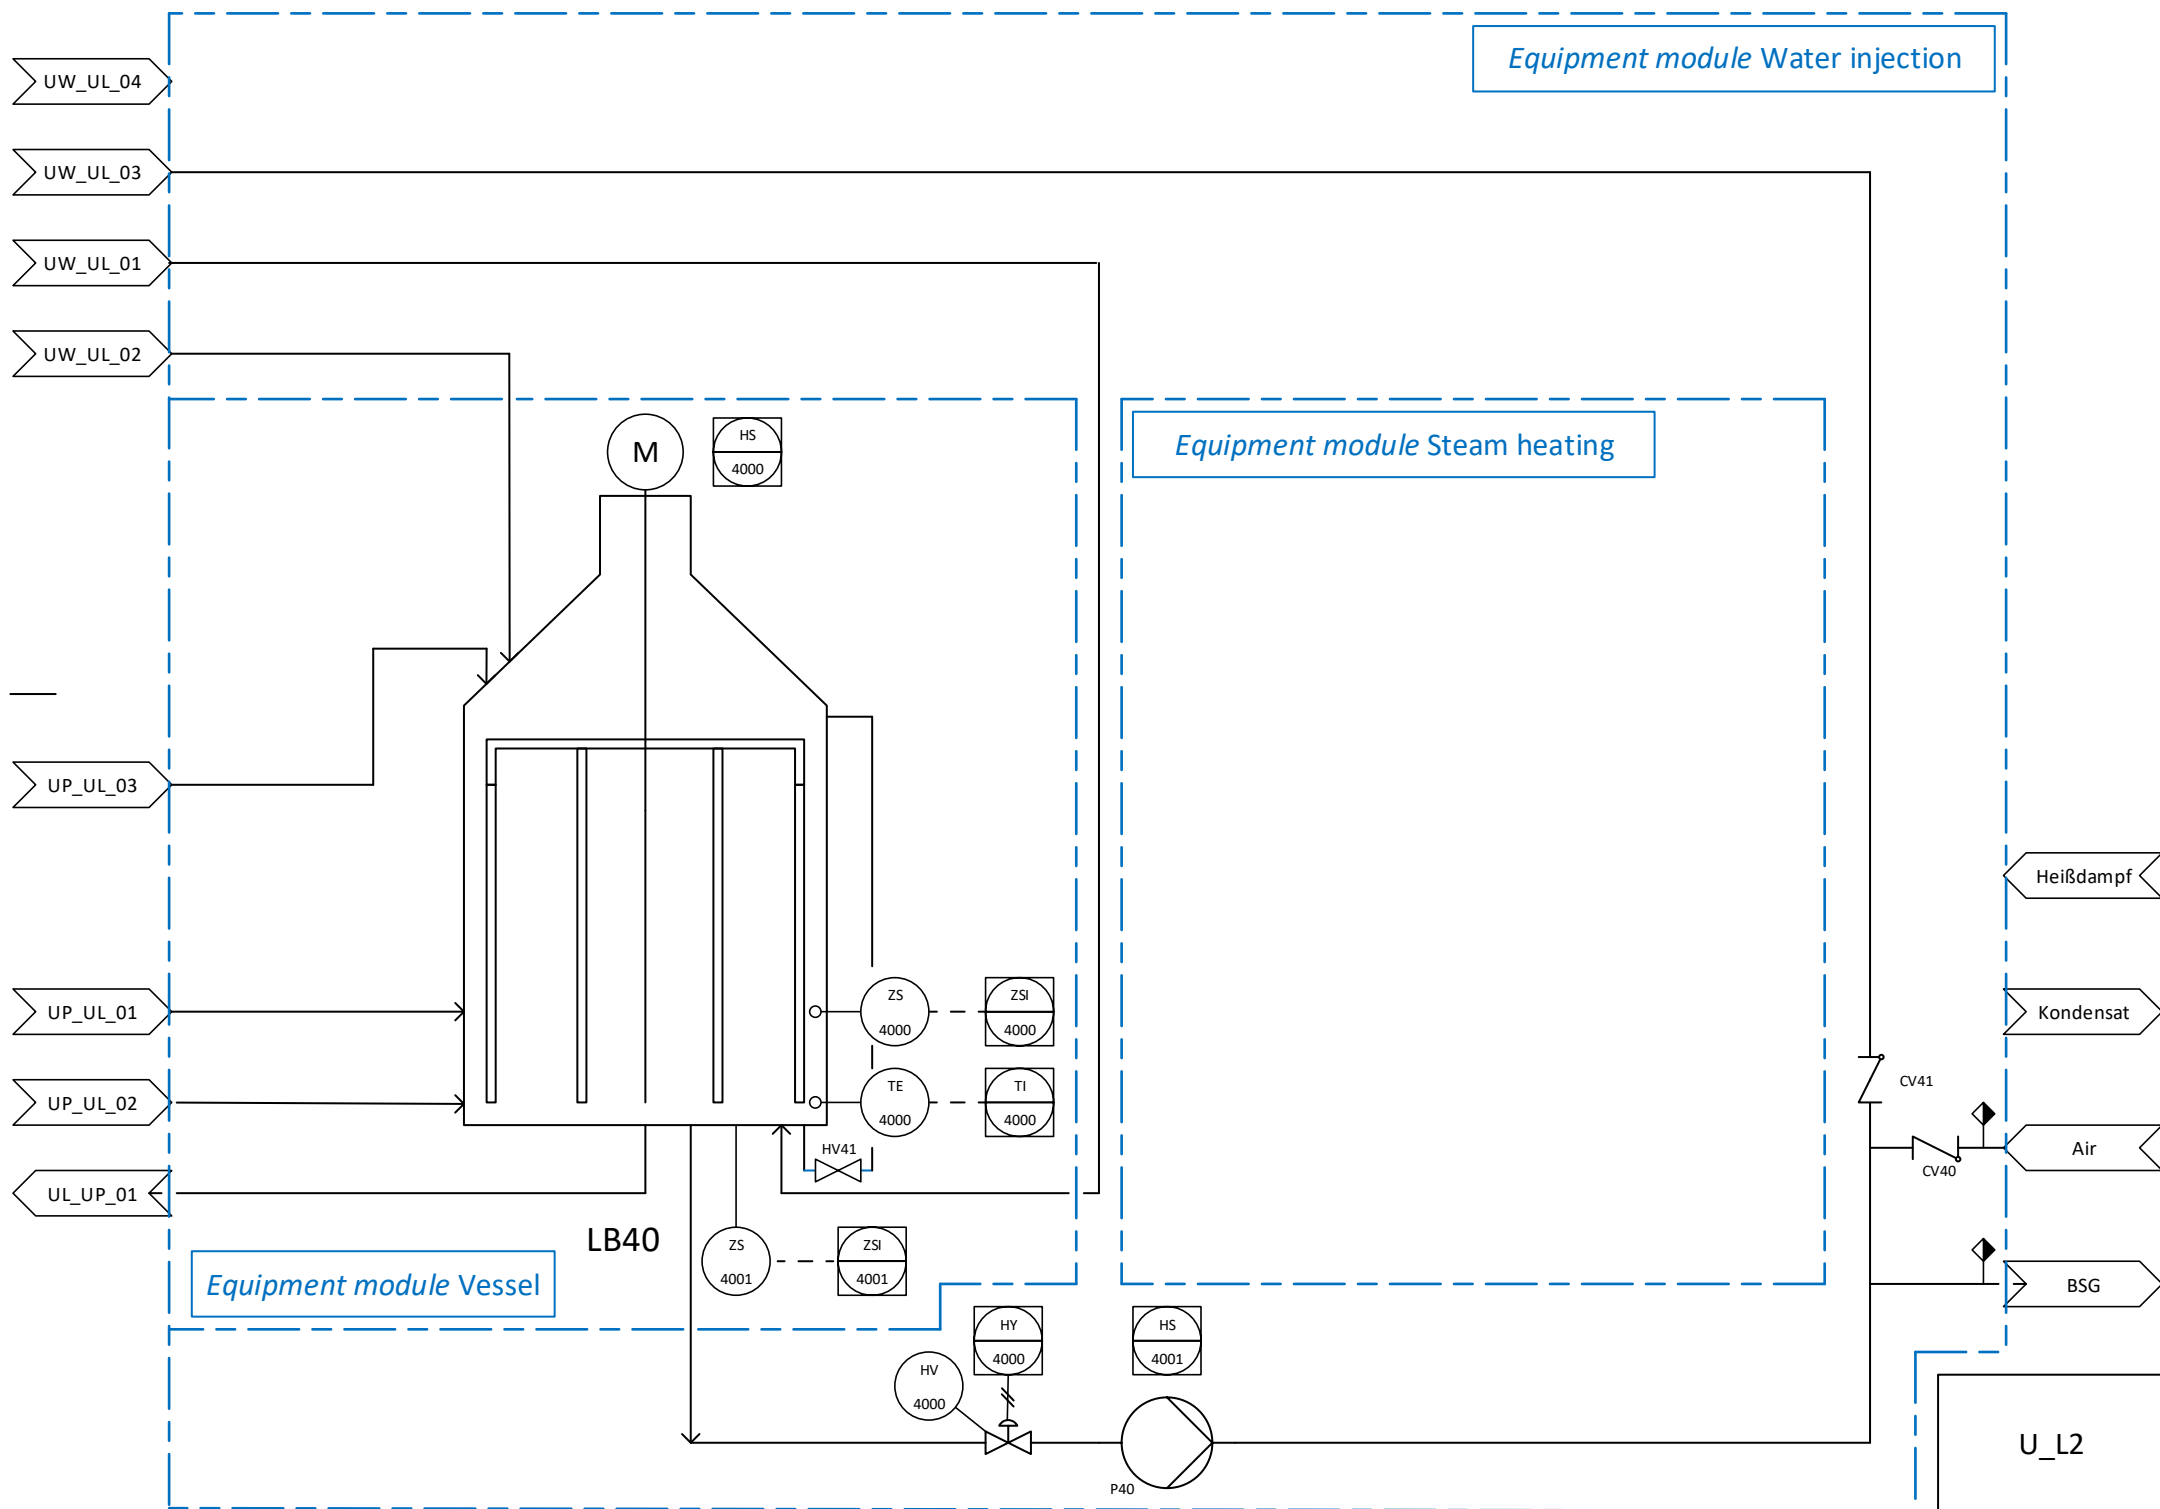 Equipment module Water injection
UW_UL_04
UW_UL_03
UW_UL_01
UW_UL_02
Equipment module Steam heating
M
HS
4000
UP_UL_03
Heißdampf
UP_UL_01
ZS
4000
ZSI
4000
Kondensat
UP_UL_02
TE
4000
TI
4000
CV41
HV41
Air
CV40
UL_UP_01
LB40
ZS
4001
ZSI
4001
Equipment module Vessel
BSG
HY
4000
HS
4001
HV
4000
U_L2
P40